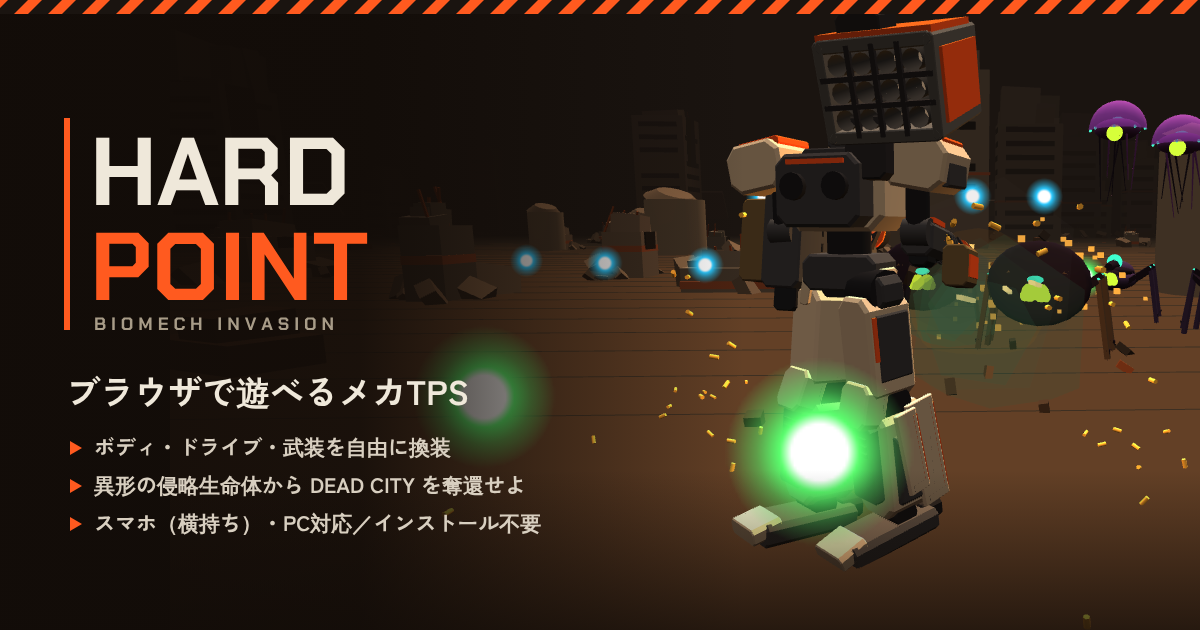 HARD
POINT
BIOMECH INVASION
ブラウザで遊べるメカTPS
ボディ・ドライブ・武装を自由に換装
異形の侵略生命体から DEAD CITY を奪還せよ
スマホ（横持ち）・PC対応／インストール不要